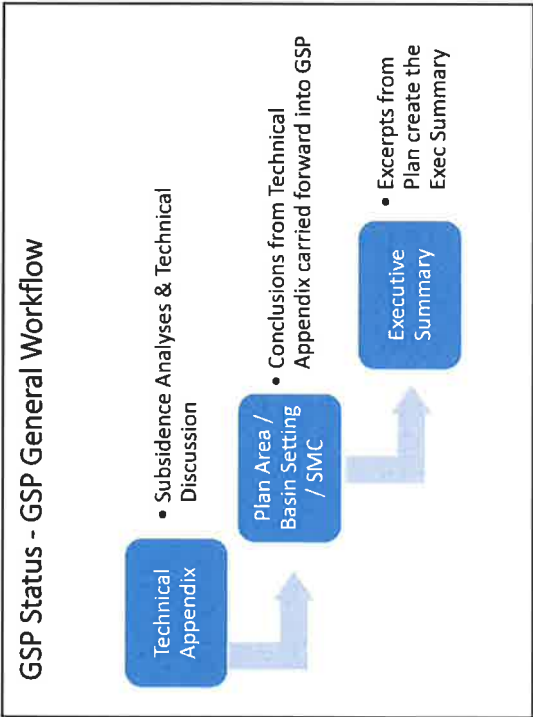 GSP Status - GSP General Workflow
Technical
Appendix
• Subsidence Analyses & Technical
Discussion
Plan Area /
Basin Setting
/ SMC
• Conclusions from Technical
Appendix carried forward into GSP
Executive
Summary
• Excerpts from
Plan create the
Exec Summary